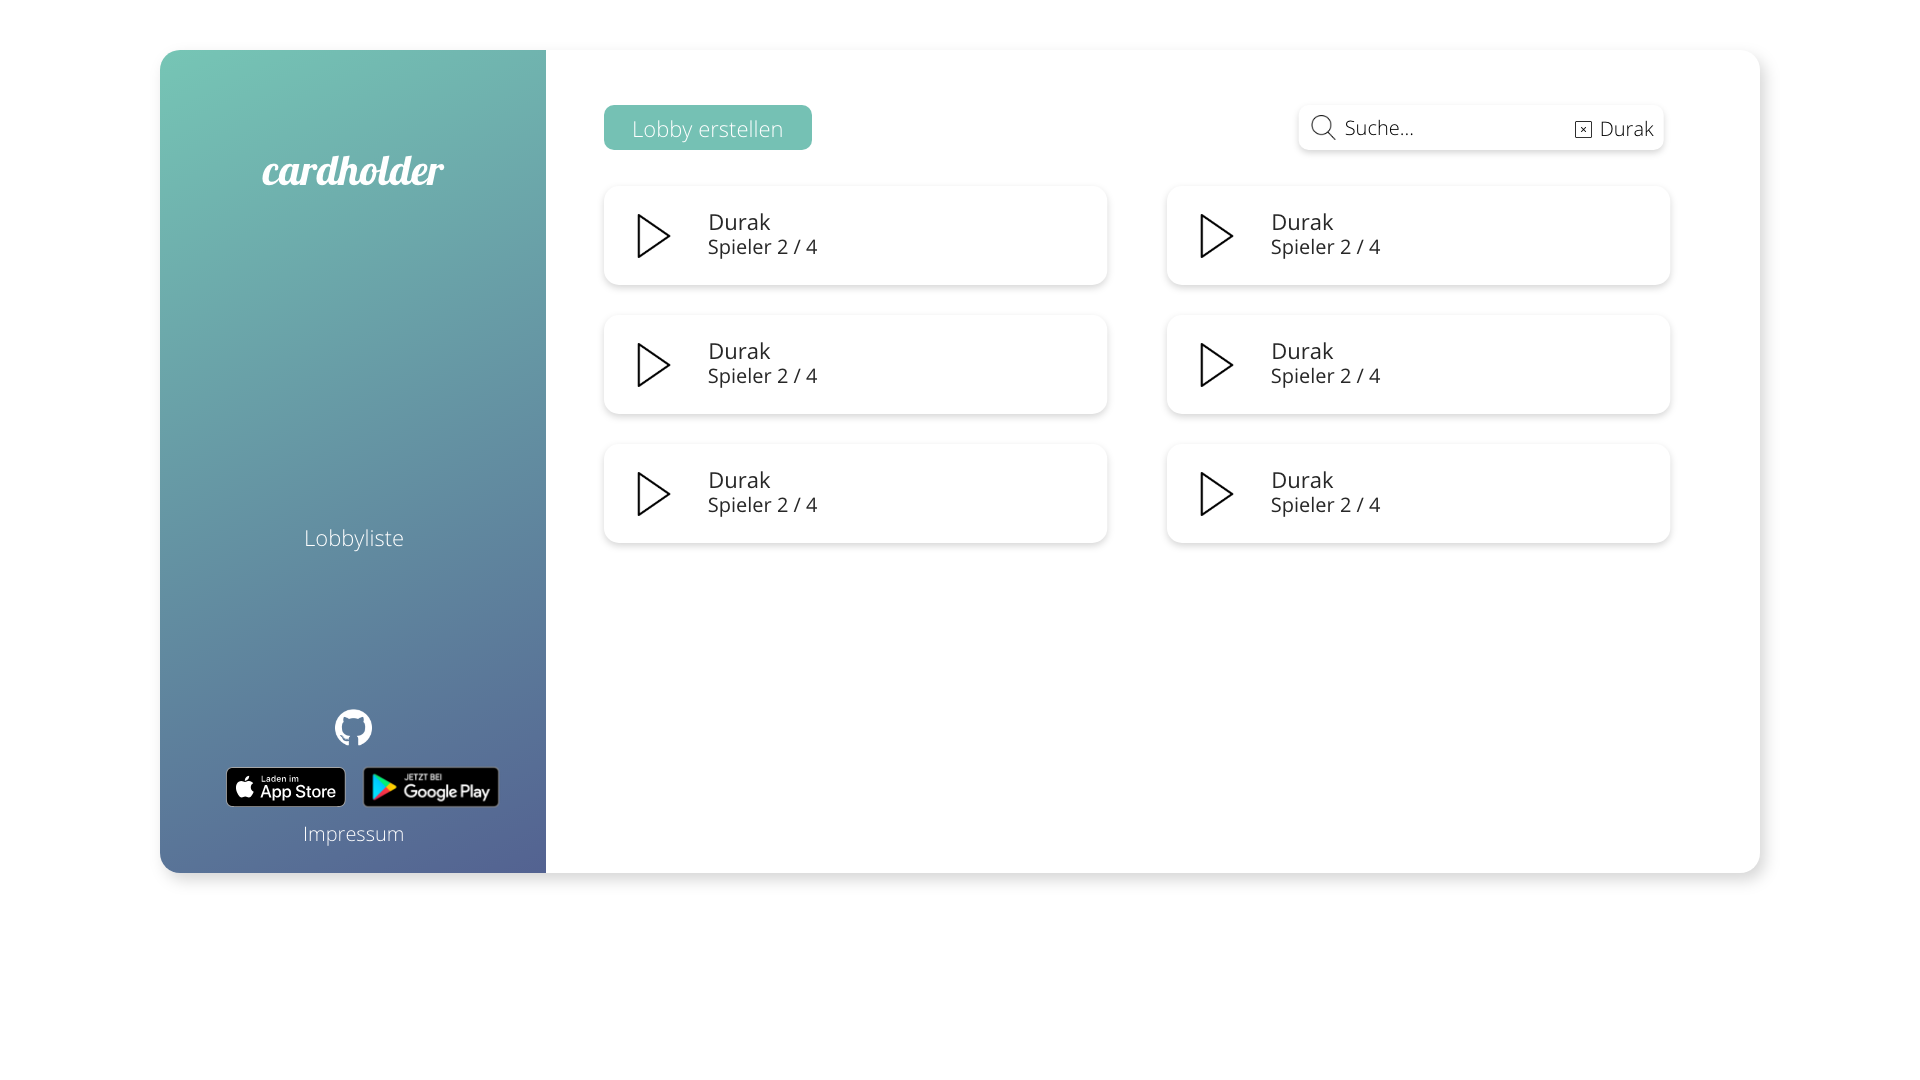 cardholder
Lobbyliste
Laden im
App Store
JETZT BEI
Google Play
Impressum
Lobby erstellen
Suche...
Durak
Durak
Spieler 2 / 4
Durak
Spieler 2 / 4
Durak
Spieler 2 / 4
Durak
Spieler 2 / 4
Durak
Spieler 2 / 4
Durak
Spieler 2 / 4